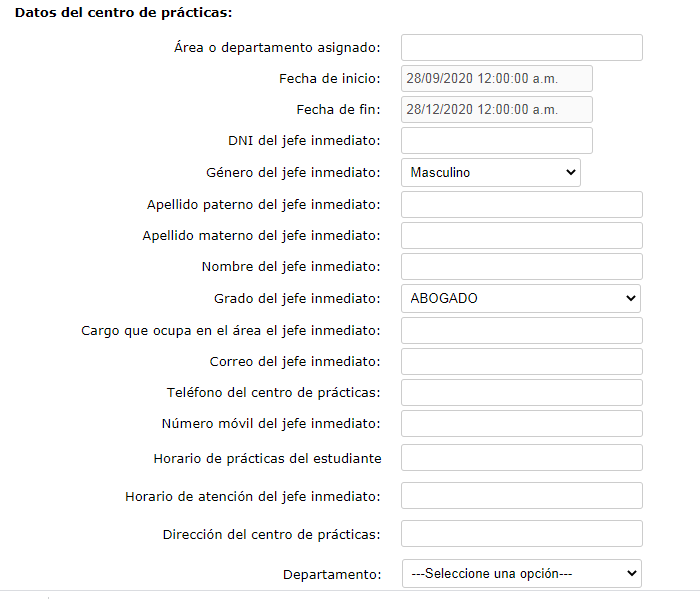 Datos del centro de prácticas:
Área o departamento asignado:
Fecha de inicio: 28/09/2020 12:00:00 a.m.
Fecha de fin: 28/12/2020 12:00:00 a.m.
DNI del jefe inmediato:
Género del jefe inmediato: Masculino
Apellido paterno del jefe inmediato:
Apellido materno del jefe inmediato:
Nombre del jefe inmediato:
Grado del jefe inmediato: ABOGADO
Cargo que ocupa en el área el jefe inmediato:
Correo del jefe inmediato:
Teléfono del centro de prácticas:
Número móvil del jefe inmediato:
Horario de prácticas del estudiante
Horario de atención del jefe inmediato:
Dirección del centro de prácticas:
Departamento: ---Seleccione una opción---